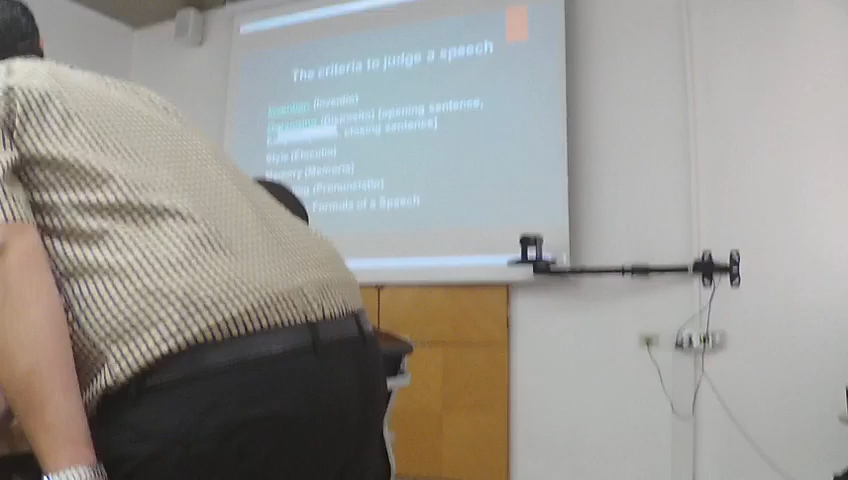 The criteria to judge a speech
Invention (Inventio)
(Dispositio) [opening sentence,
closing sentence]
Style (Elocutio)
Memory (Memoria)
(Pronunciatio)
Formula of a Speech